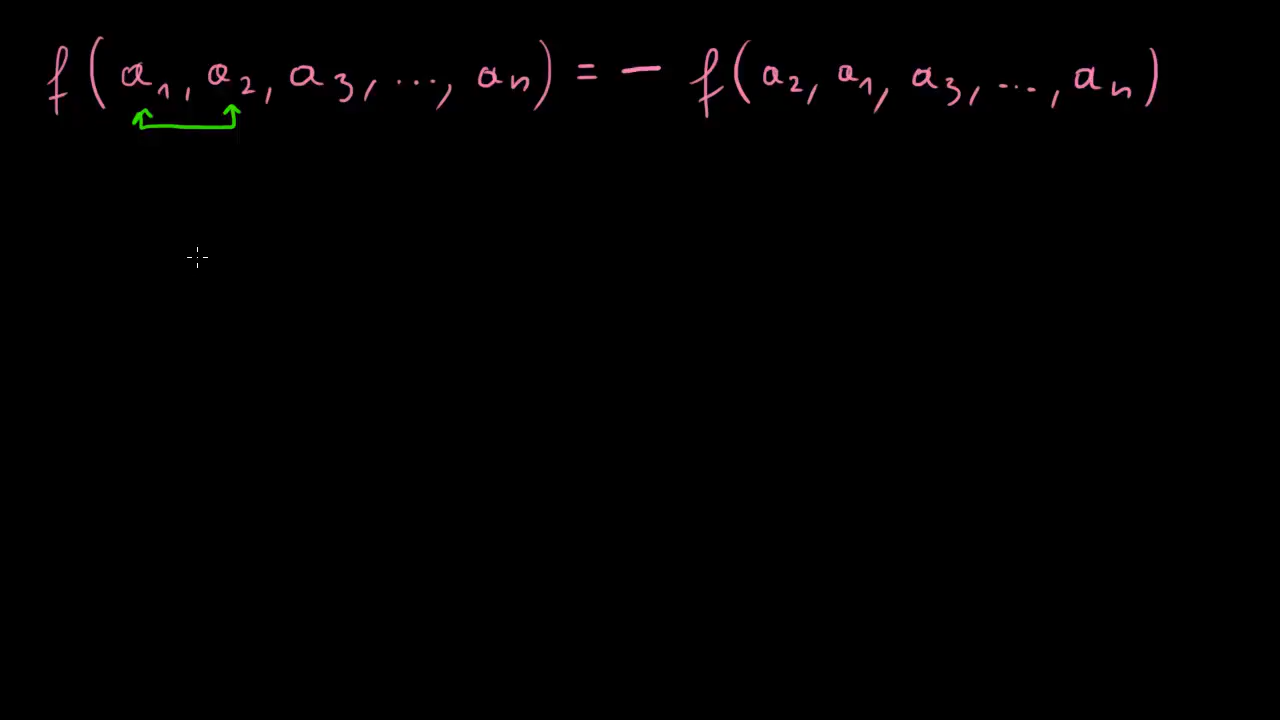 f(a₁, a₂, a₃, ..., aₙ) = − f(a₂, a₁, a₃, ..., aₙ)